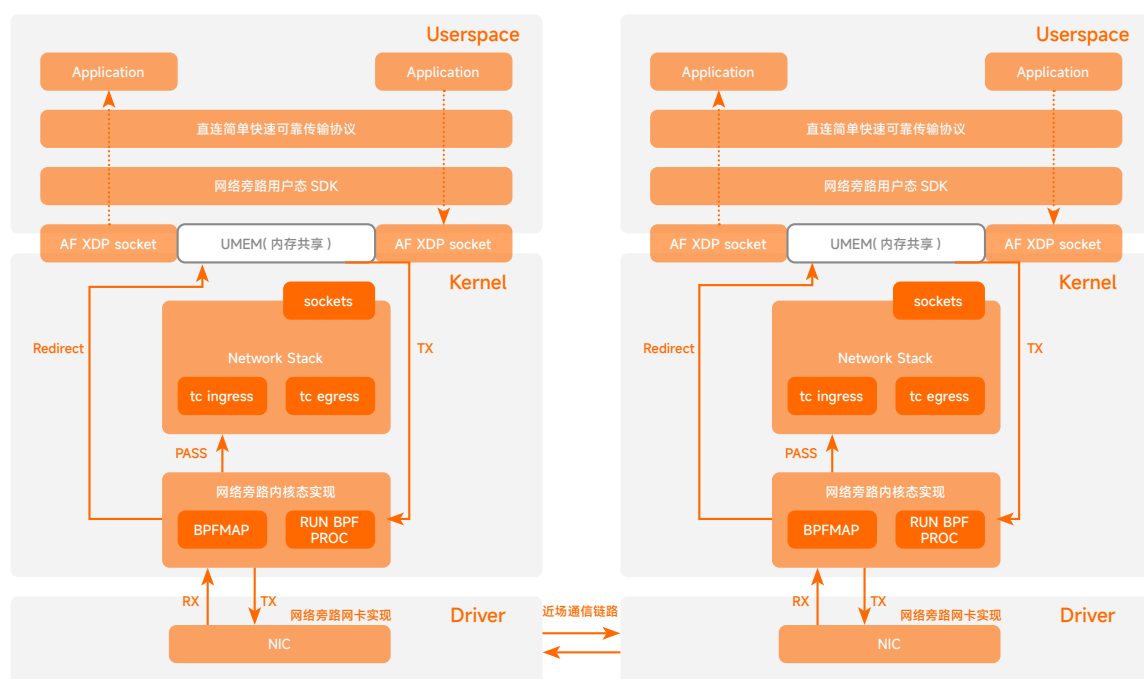 Userspace
Application
Application
直连简单快速可靠传输协议
网络旁路用户态 SDK
AF XDP socket
UMEM( 内存共享 )
AF XDP socket
Kernel
sockets
Redirect
TX
Network Stack
tc ingress
tc egress
PASS
网络旁路内核态实现
BPFMAP
RUN BPF
PROC
RX
TX
网络旁路网卡实现
Driver
NIC
近场通信链路
Userspace
Application
Application
直连简单快速可靠传输协议
网络旁路用户态 SDK
AF XDP socket
UMEM( 内存共享 )
AF XDP socket
Kernel
sockets
Redirect
TX
Network Stack
tc ingress
tc egress
PASS
网络旁路内核态实现
BPFMAP
RUN BPF
PROC
RX
TX
网络旁路网卡实现
Driver
NIC